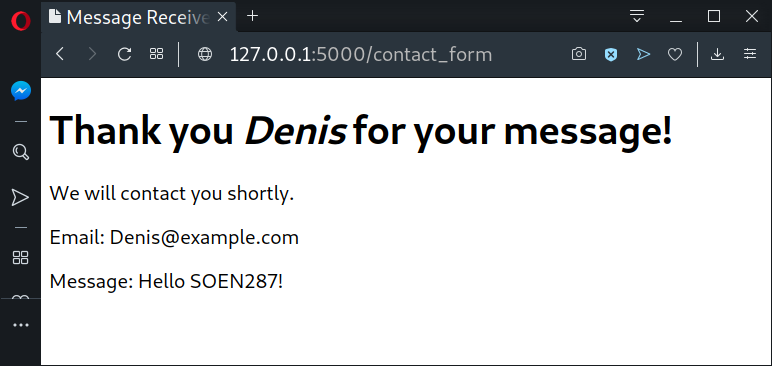 Message Receive
127.0.0.1:5000/contact_form
Thank you Denis for your message!
We will contact you shortly.
Email: Denis@example.com
Message: Hello SOEN287!